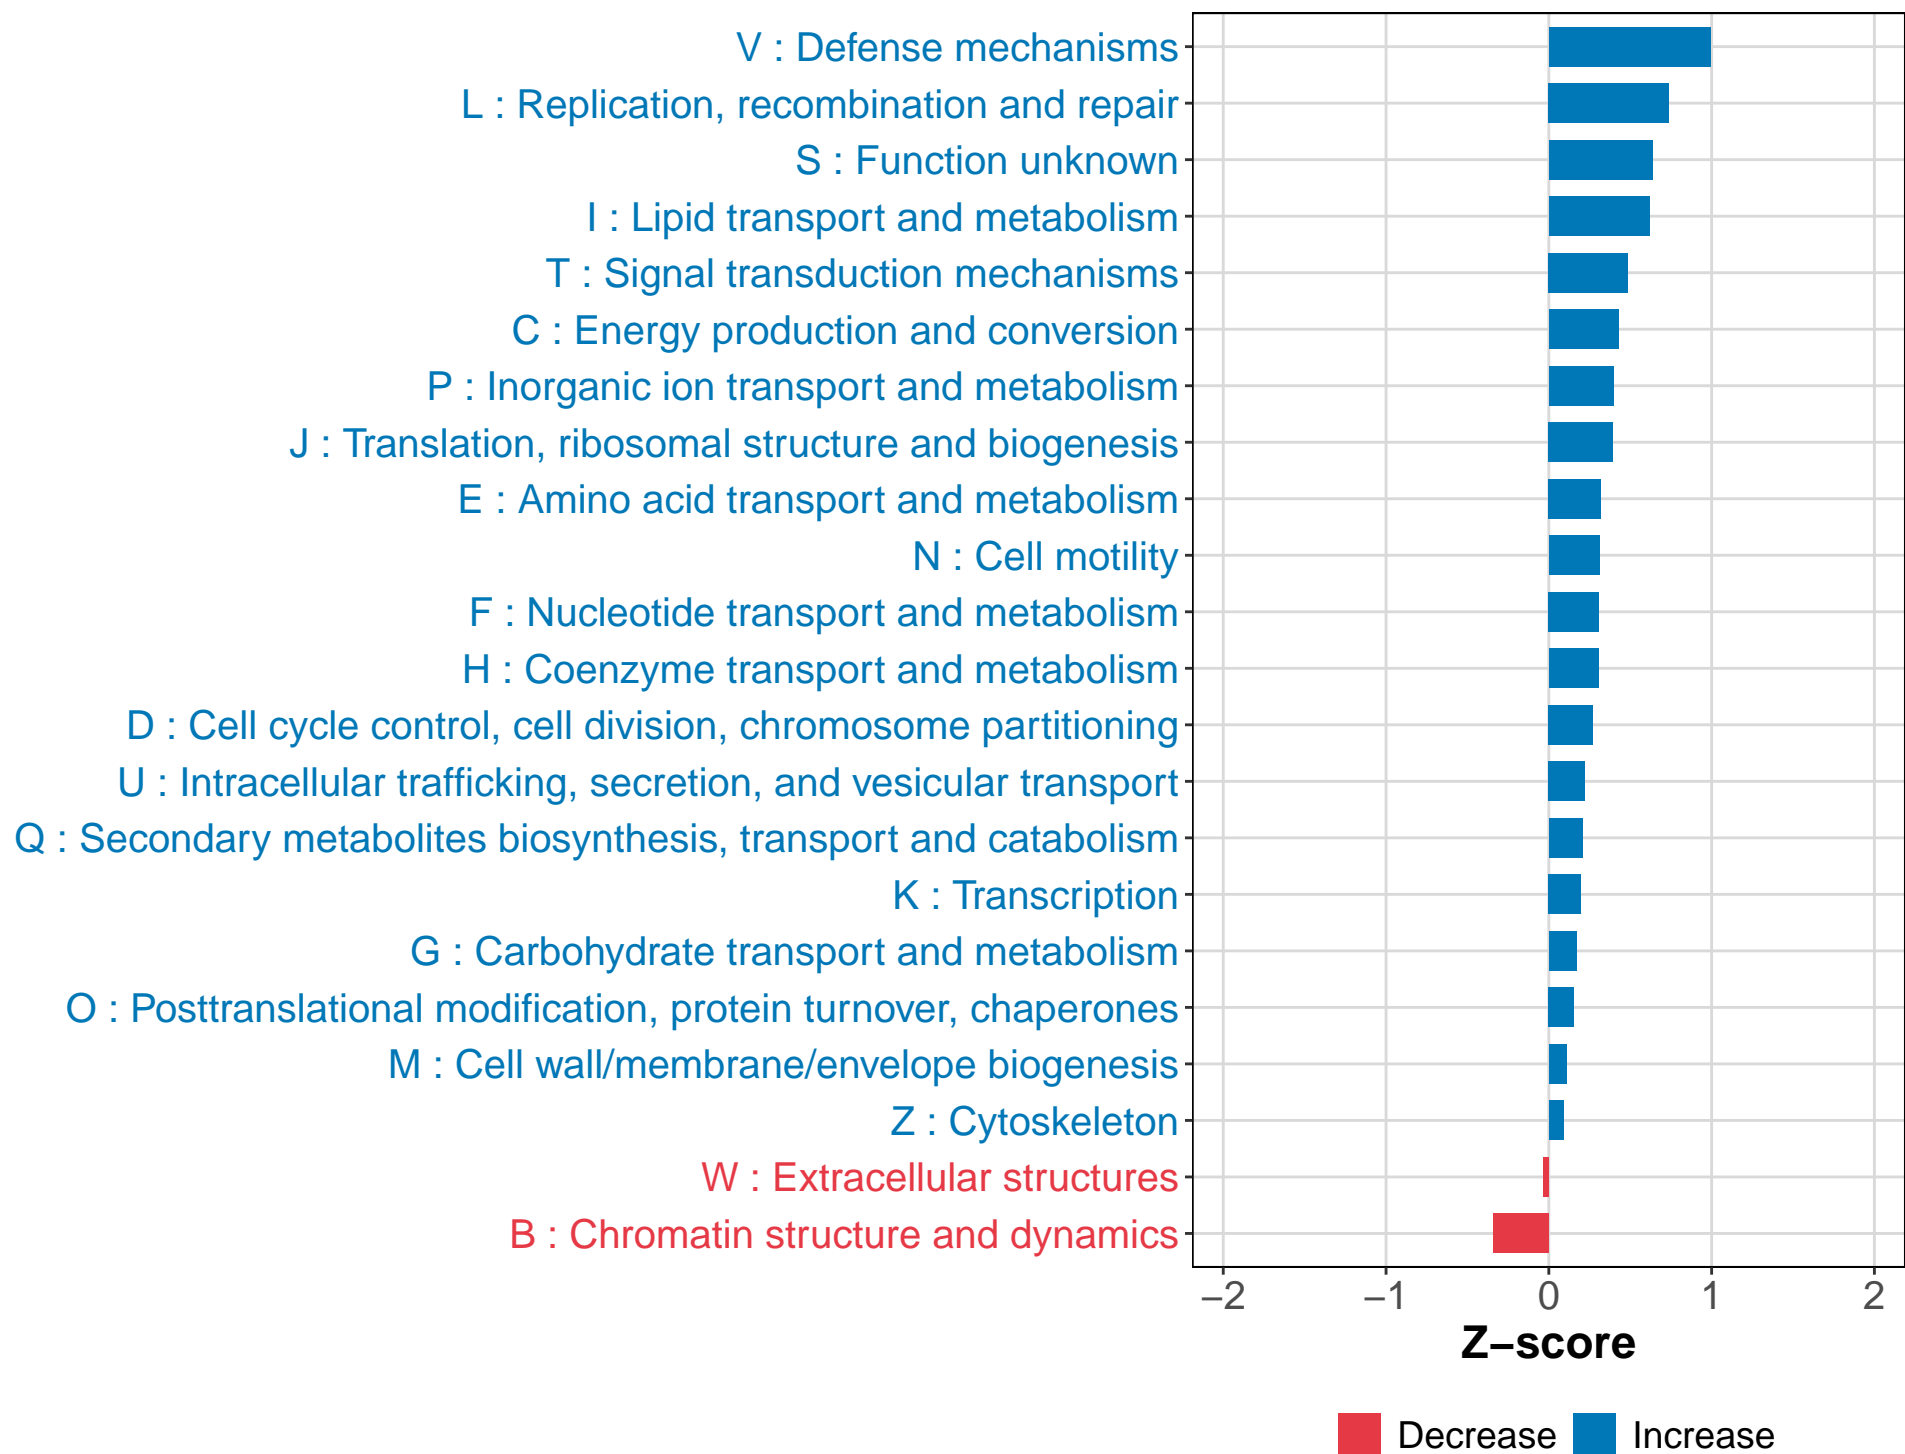 V : Defense mechanisms
L : Replication, recombination and repair
S : Function unknown
I : Lipid transport and metabolism
T : Signal transduction mechanisms
C : Energy production and conversion
P : Inorganic ion transport and metabolism
J : Translation, ribosomal structure and biogenesis
E : Amino acid transport and metabolism
N : Cell motility
F : Nucleotide transport and metabolism
H : Coenzyme transport and metabolism
D : Cell cycle control, cell division, chromosome partitioning
U : Intracellular trafficking, secretion, and vesicular transport
Q : Secondary metabolites biosynthesis, transport and catabolism
K : Transcription
G : Carbohydrate transport and metabolism
O : Posttranslational modification, protein turnover, chaperones
M : Cell wall/membrane/envelope biogenesis
Z : Cytoskeleton
W : Extracellular structures
B : Chromatin structure and dynamics
−2 −1 0 1 2
Z−score
Decrease Increase